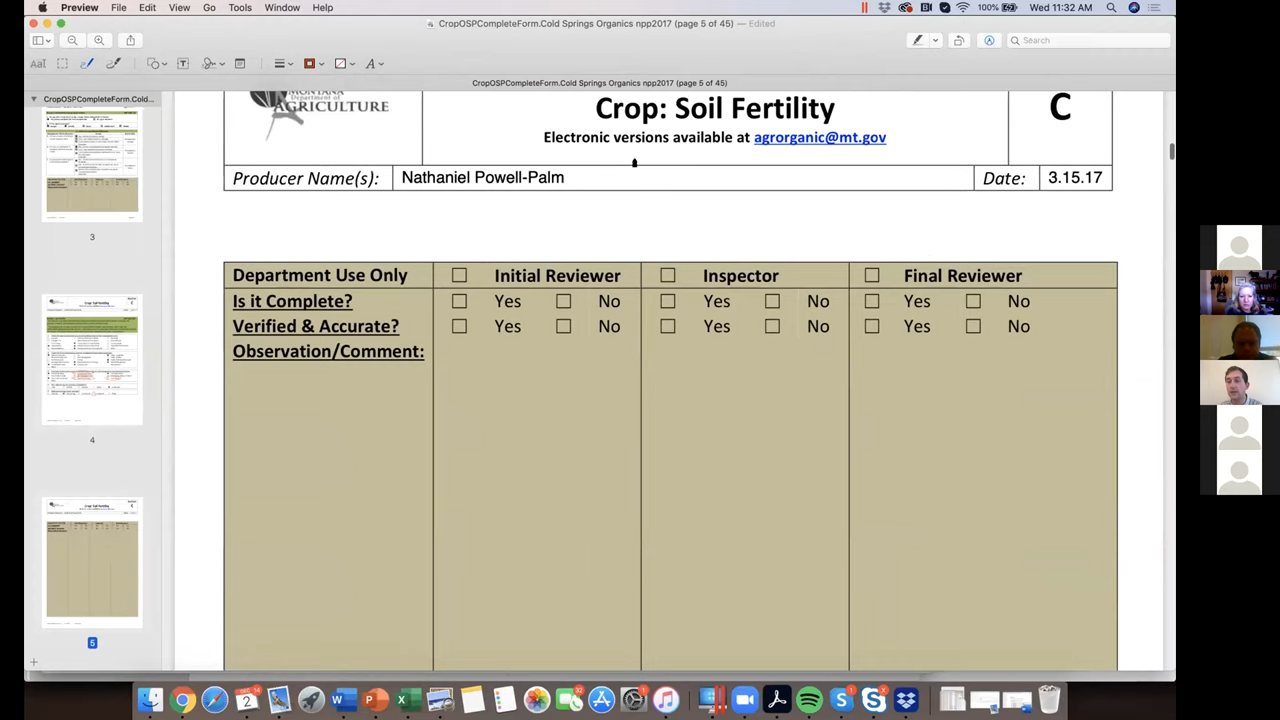 Preview File Edit View Go Tools Window Help 100% Wed 11:32 AM
CropOSPCompleteForm.Cold Springs Organics npp2017 (page 5 of 45) — Edited
Search
CropOSPCompleteForm.Cold Springs Organics npp2017 (page 5 of 45)
CropOSPCompleteForm.Cold...
3
4
5
MONTANA
Department of
AGRICULTURE
Crop: Soil Fertility
C
Electronic versions available at agrorganic@mt.gov
Producer Name(s): Nathaniel Powell-Palm Date: 3.15.17
Department Use Only ☐ Initial Reviewer ☐ Inspector ☐ Final Reviewer
Is it Complete? ☐ Yes ☐ No ☐ Yes ☐ No ☐ Yes ☐ No
Verified & Accurate? ☐ Yes ☐ No ☐ Yes ☐ No ☐ Yes ☐ No
Observation/Comment: